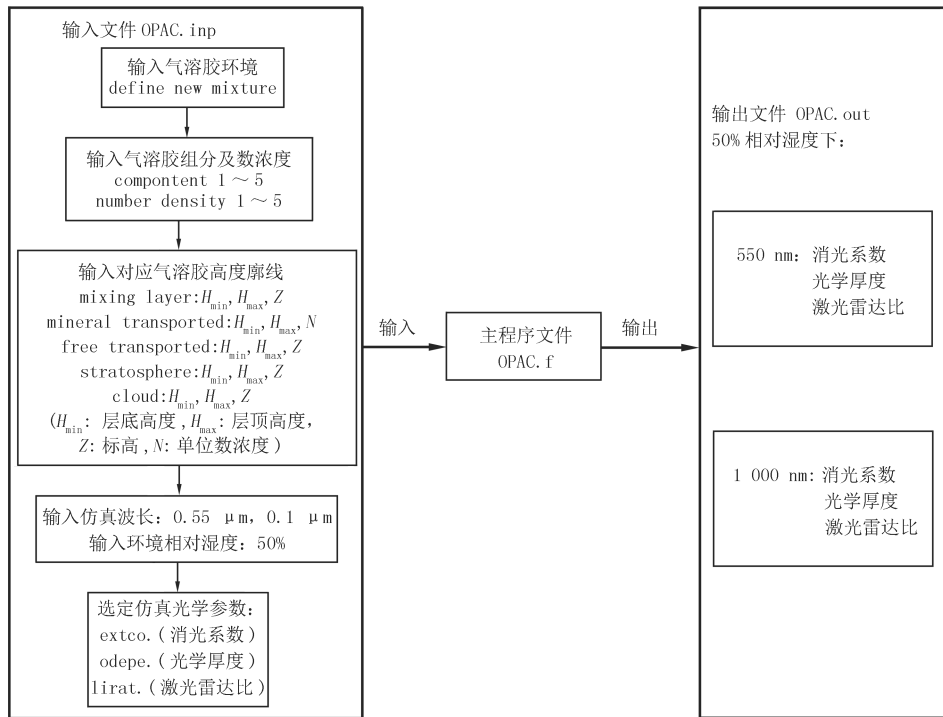 输入文件 OPAC.inp
输入气溶胶环境
define new mixture
输入气溶胶组分及数浓度
compontent 1～5
number density 1～5
输入对应气溶胶高度廓线
mixing layer:Hmin,Hmax,Z
mineral transported:Hmin,Hmax,N
free transported:Hmin,Hmax,Z
stratosphere:Hmin,Hmax,Z
cloud:Hmin,Hmax,Z
(Hmin: 层底高度,Hmax: 层顶高度,
Z: 标高,N: 单位数浓度)
输入仿真波长: 0.55 μm, 0.1 μm
输入环境相对湿度: 50%
选定仿真光学参数:
extco.(消光系数)
odepe.(光学厚度)
lirat.(激光雷达比)
输入
主程序文件
OPAC.f
输出
输出文件 OPAC.out
50%相对湿度下:
550 nm: 消光系数
光学厚度
激光雷达比
1 000 nm: 消光系数
光学厚度
激光雷达比